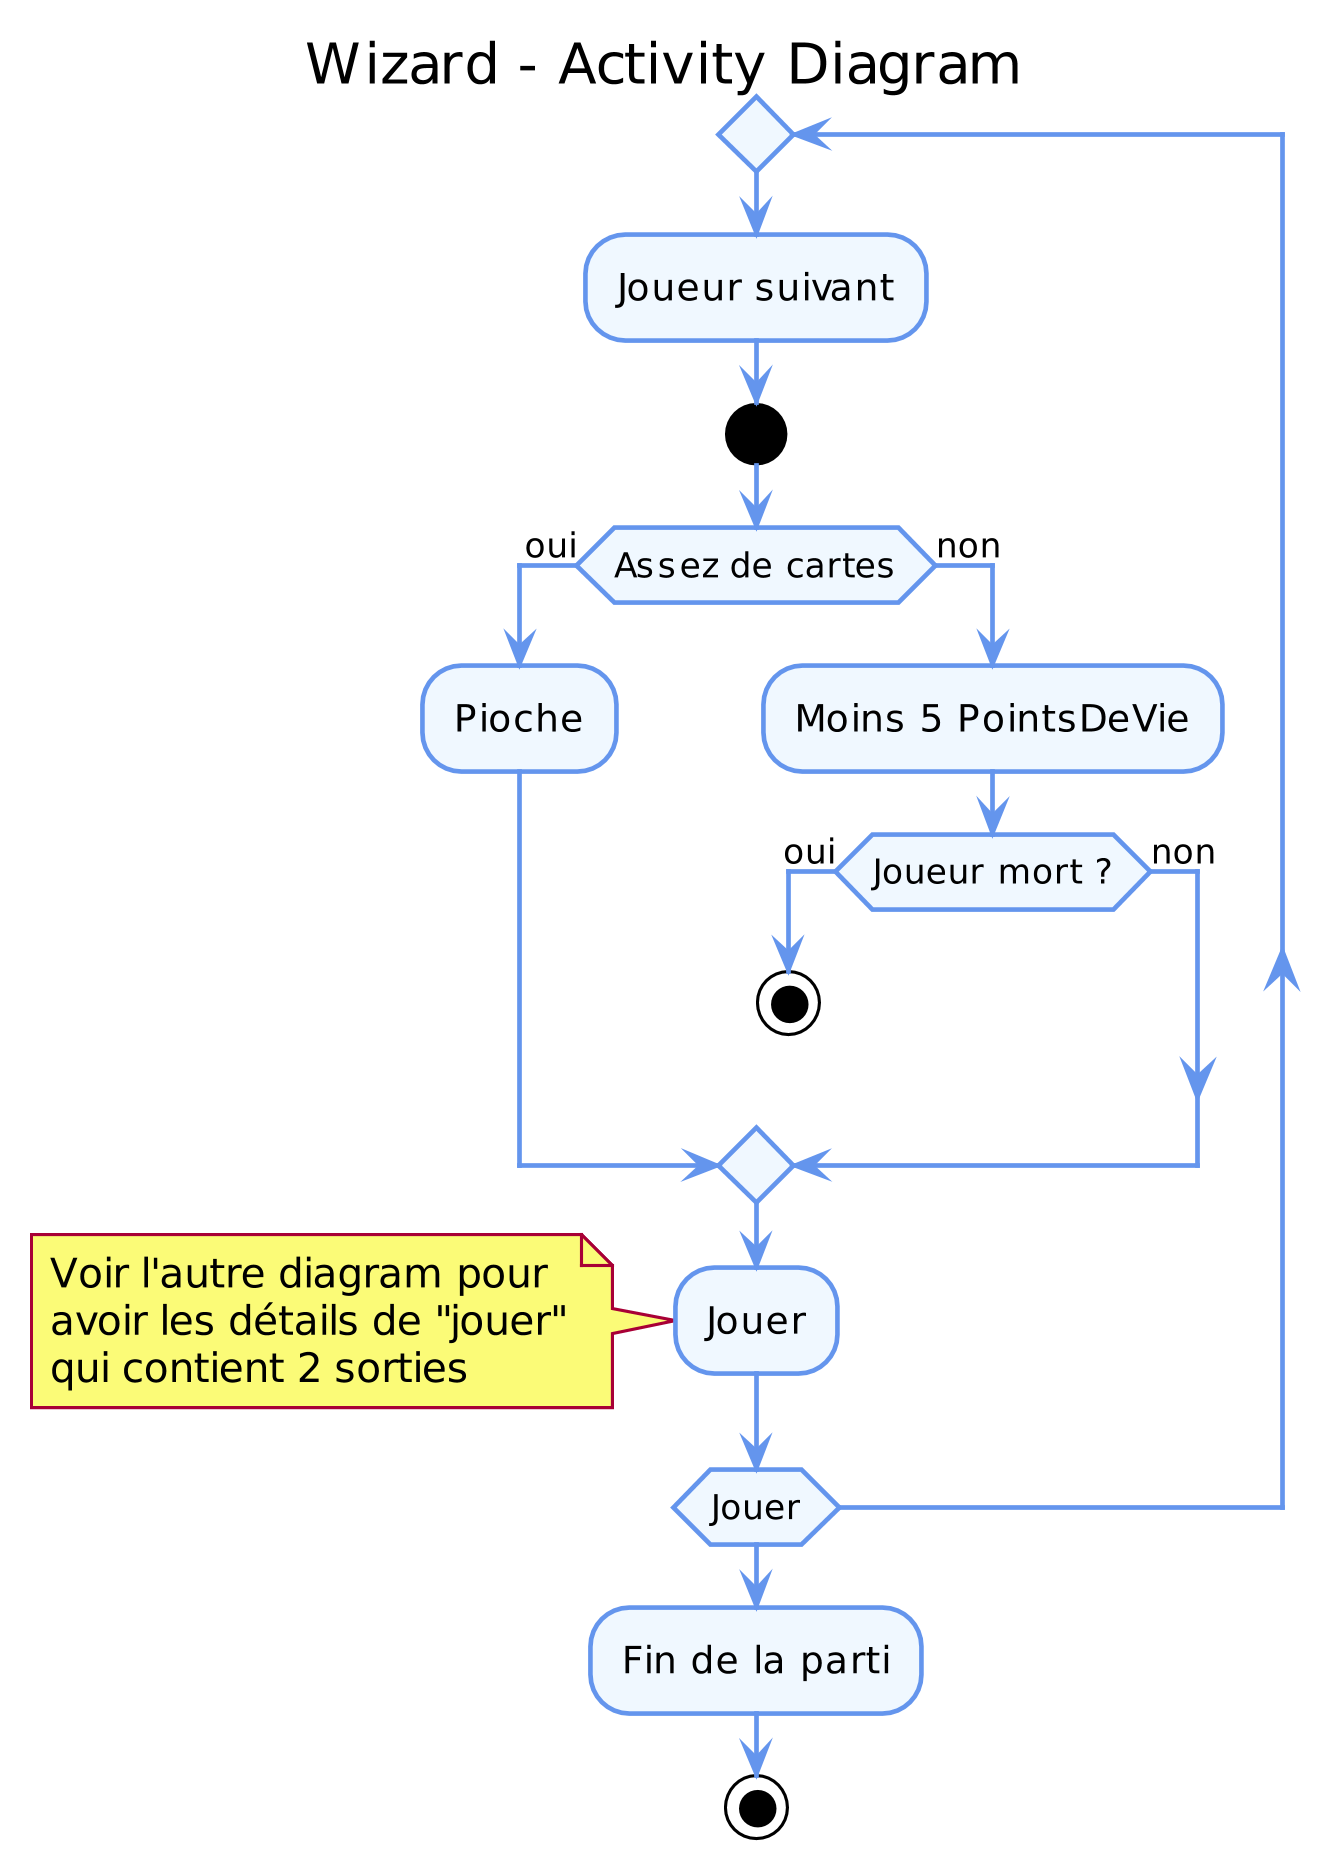 Wizard - Activity Diagram
Joueur suivant
oui
Assez de cartes
non
Pioche
Moins 5 PointsDeVie
oui
Joueur mort ?
non
Voir l'autre diagram pour
avoir les détails de "jouer"
qui contient 2 sorties
Jouer
Jouer
Fin de la parti